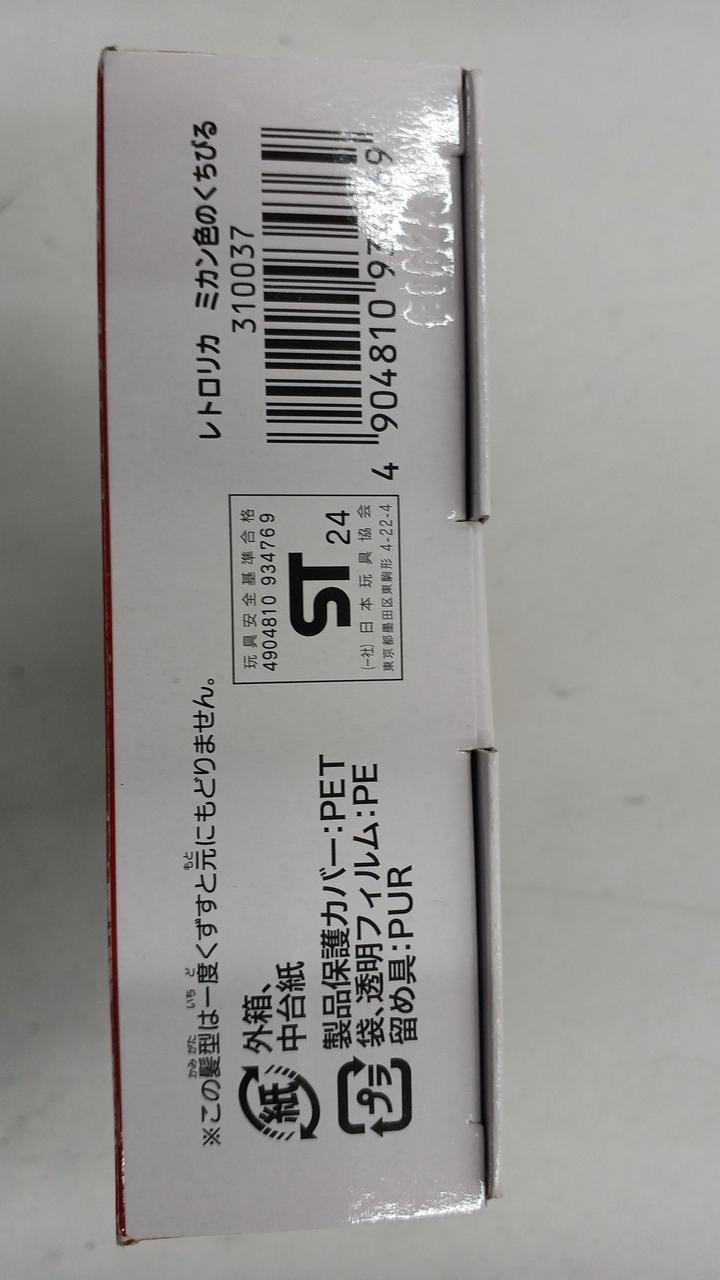 レトロリカ ミカン色のくちびる
310037
4 904810 934769
玩具安全基準合格
4904810 934769
ST 24
(一社)日本玩具協会
東京都墨田区東駒形 4-22-4
※この髪型は一度くずすと元にもどりません。
かみがた いちど もと
紙
外箱、
中台紙
プラ
製品保護カバー:PET
袋、透明フィルム:PE
留め具:PUR